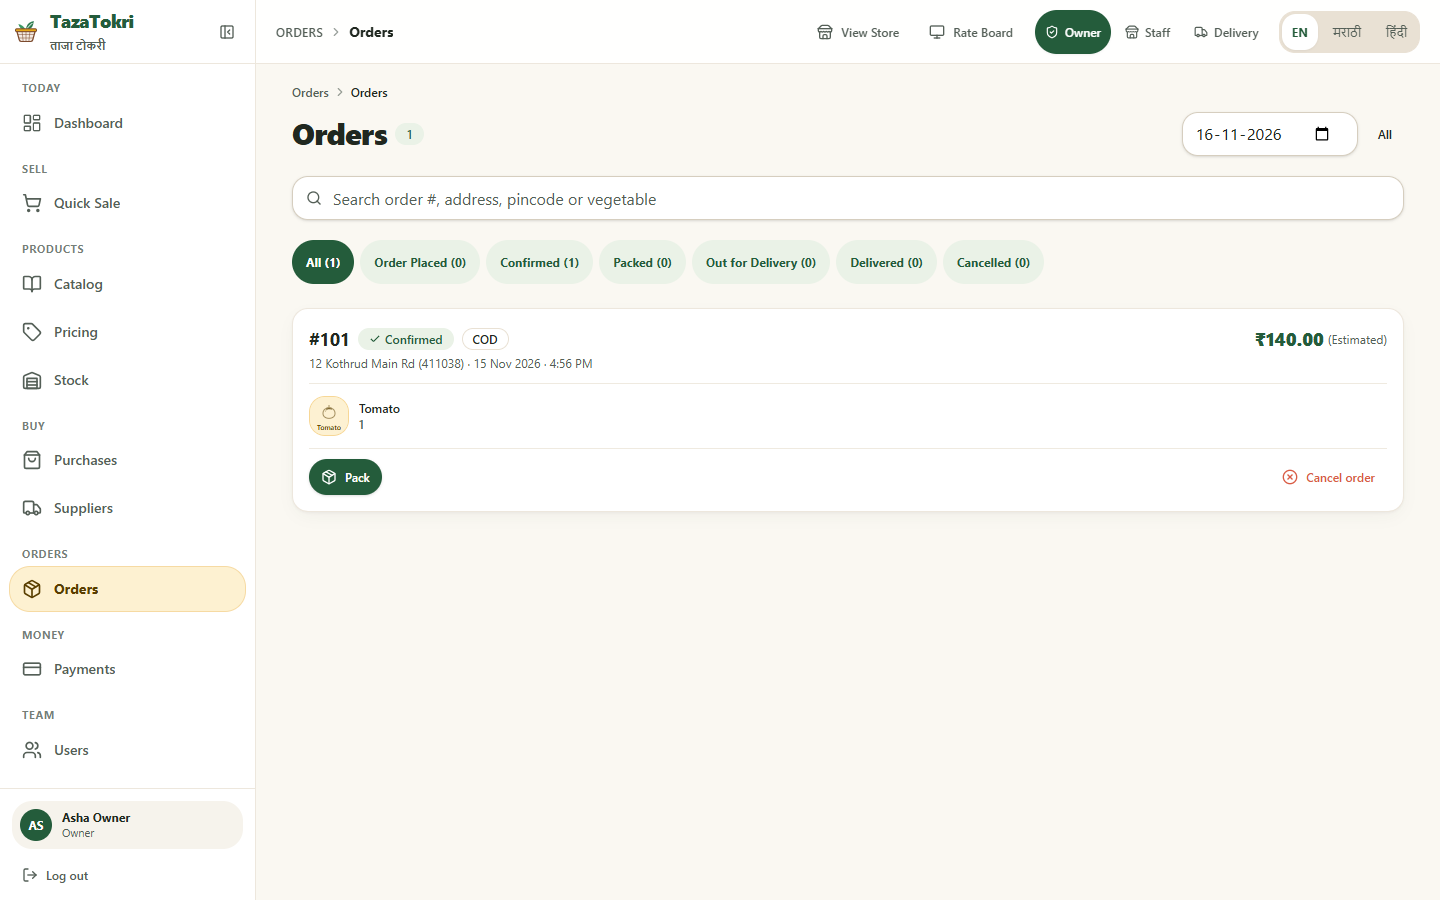 TazaTokri
ताजा टोकरी
TODAY
Dashboard
SELL
Quick Sale
PRODUCTS
Catalog
Pricing
Stock
BUY
Purchases
Suppliers
ORDERS
Orders
MONEY
Payments
TEAM
Users
AS
Asha Owner
Owner
Log out
ORDERS > Orders
View Store
Rate Board
Owner
Staff
Delivery
EN
मराठी
हिंदी
Orders > Orders
Orders 1
16-11-2026
All
Search order #, address, pincode or vegetable
All (1)
Order Placed (0)
Confirmed (1)
Packed (0)
Out for Delivery (0)
Delivered (0)
Cancelled (0)
#101 Confirmed COD
₹140.00 (Estimated)
12 Kothrud Main Rd (411038) · 15 Nov 2026 · 4:56 PM
Tomato
Tomato
1
Pack
Cancel order